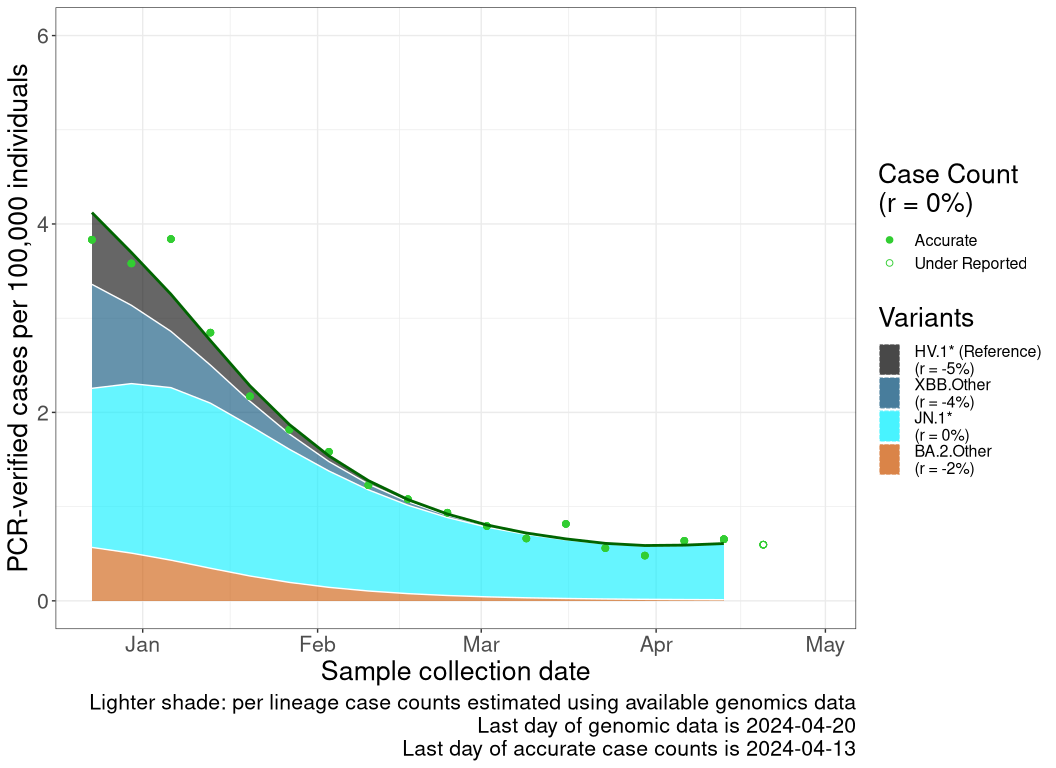 PCR-verified cases per 100,000 individuals
6
4
2
0
Jan
Feb
Mar
Apr
May
Sample collection date
Lighter shade: per lineage case counts estimated using available genomics data
Last day of genomic data is 2024-04-20
Last day of accurate case counts is 2024-04-13
Case Count
(r = 0%)
Accurate
Under Reported
Variants
HV.1* (Reference)
(r = -5%)
XBB.Other
(r = -4%)
JN.1*
(r = 0%)
BA.2.Other
(r = -2%)